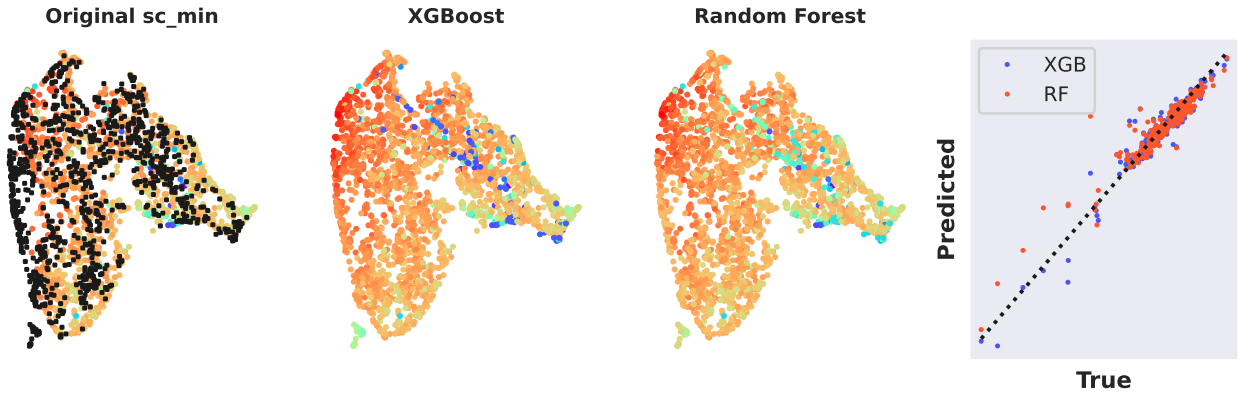 Original sc_min
XGBoost
Random Forest
XGB
RF
Predicted
True